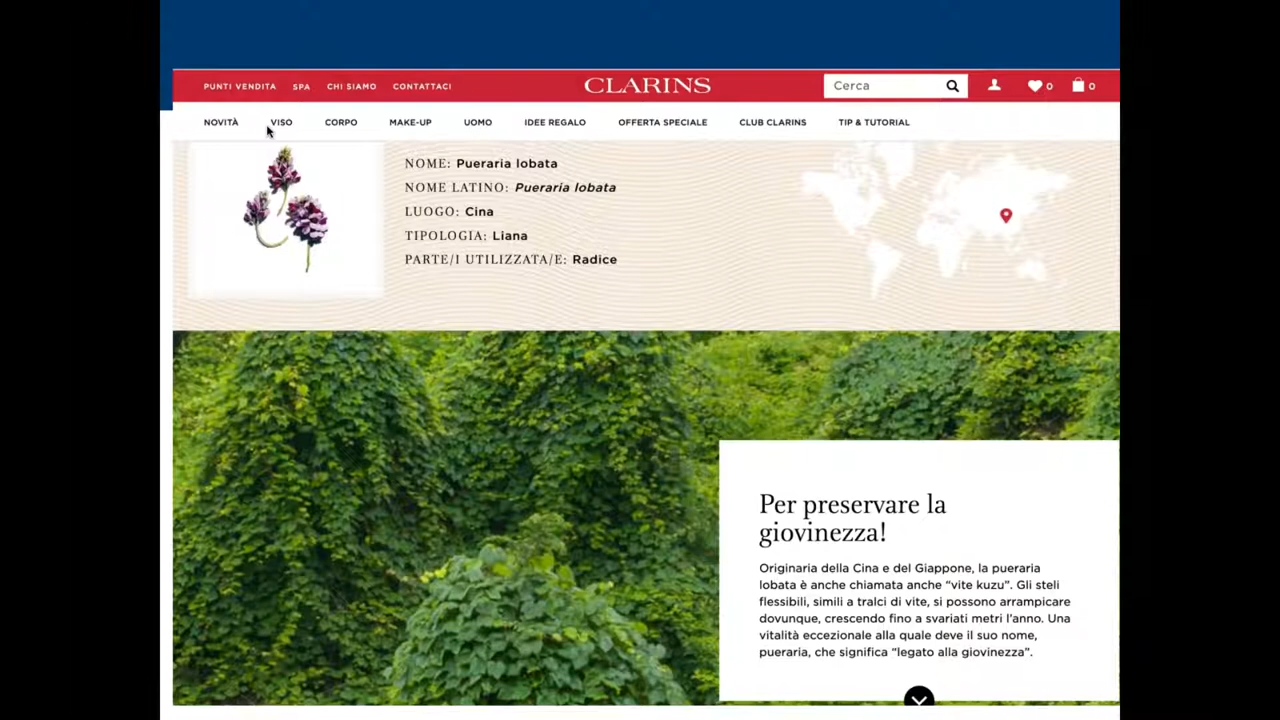 PUNTI VENDITA SPA CHI SIAMO CONTATTACI CLARINS Cerca 0 0
NOVITÀ VISO CORPO MAKE-UP UOMO IDEE REGALO OFFERTA SPECIALE CLUB CLARINS TIP & TUTORIAL
NOME: Pueraria lobata
NOME LATINO: Pueraria lobata
LUOGO: Cina
TIPOLOGIA: Liana
PARTE/I UTILIZZATA/E: Radice
Per preservare la
giovinezza!
Originaria della Cina e del Giappone, la pueraria
lobata è anche chiamata anche “vite kuzu”. Gli steli
flessibili, simili a tralci di vite, si possono arrampicare
dovunque, crescendo fino a svariati metri l’anno. Una
vitalità eccezionale alla quale deve il suo nome,
pueraria, che significa “legato alla giovinezza”.